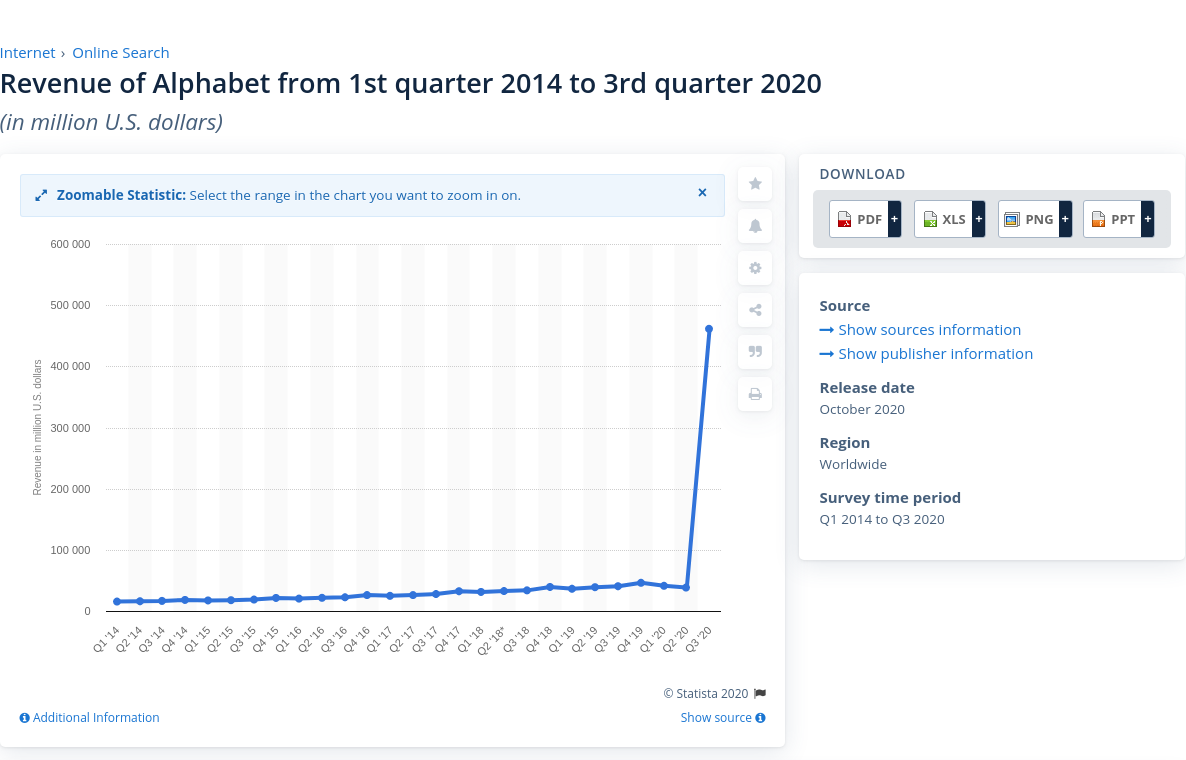 Internet › Online Search
Revenue of Alphabet from 1st quarter 2014 to 3rd quarter 2020
(in million U.S. dollars)
Zoomable Statistic: Select the range in the chart you want to zoom in on. ×
600 000
500 000
400 000
300 000
200 000
100 000
0
Revenue in million U.S. dollars
Q1 '14
Q2 '14
Q3 '14
Q4 '14
Q1 '15
Q2 '15
Q3 '15
Q4 '15
Q1 '16
Q2 '16
Q3 '16
Q4 '16
Q1 '17
Q2 '17
Q3 '17
Q4 '17
Q1 '18
Q2 '18*
Q3 '18
Q4 '18
Q1 '19
Q2 '19
Q3 '19
Q4 '19
Q1 '20
Q2 '20
Q3 '20
© Statista 2020
Additional Information
Show source
DOWNLOAD
PDF + XLS + PNG + PPT +
Source
Show sources information
Show publisher information
Release date
October 2020
Region
Worldwide
Survey time period
Q1 2014 to Q3 2020